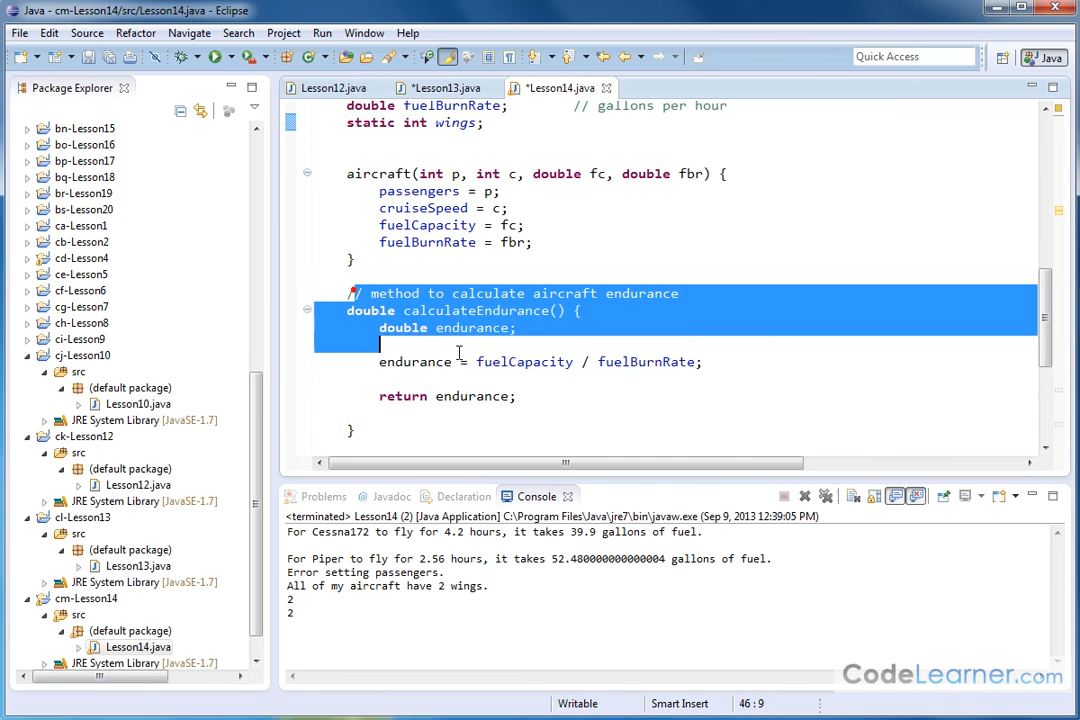 Java - cm-Lesson14/src/Lesson14.java - Eclipse
File Edit Source Refactor Navigate Search Project Run Window Help
Quick Access
Java
Package Explorer
bn-Lesson15
bo-Lesson16
bp-Lesson17
bq-Lesson18
br-Lesson19
bs-Lesson20
ca-Lesson1
cb-Lesson2
cd-Lesson4
ce-Lesson5
cf-Lesson6
cg-Lesson7
ch-Lesson8
ci-Lesson9
cj-Lesson10
src
(default package)
Lesson10.java
JRE System Library [JavaSE-1.7]
ck-Lesson12
src
(default package)
Lesson12.java
JRE System Library [JavaSE-1.7]
cl-Lesson13
src
(default package)
Lesson13.java
JRE System Library [JavaSE-1.7]
cm-Lesson14
src
(default package)
Lesson14.java
JRE System Library [JavaSE-1.7]
Lesson12.java *Lesson13.java *Lesson14.java
double fuelBurnRate; // gallons per hour
static int wings;
aircraft(int p, int c, double fc, double fbr) {
passengers = p;
cruiseSpeed = c;
fuelCapacity = fc;
fuelBurnRate = fbr;
}
// method to calculate aircraft endurance
double calculateEndurance() {
double endurance;
endurance = fuelCapacity / fuelBurnRate;
return endurance;
}
Problems Javadoc Declaration Console
<terminated> Lesson14 (2) [Java Application] C:\Program Files\Java\jre7\bin\javaw.exe (Sep 9, 2013 12:39:05 PM)
For Cessna172 to fly for 4.2 hours, it takes 39.9 gallons of fuel.
For Piper to fly for 2.56 hours, it takes 52.480000000000004 gallons of fuel.
Error setting passengers.
All of my aircraft have 2 wings.
2
2
CodeLearner.com
Writable Smart Insert 46 : 9